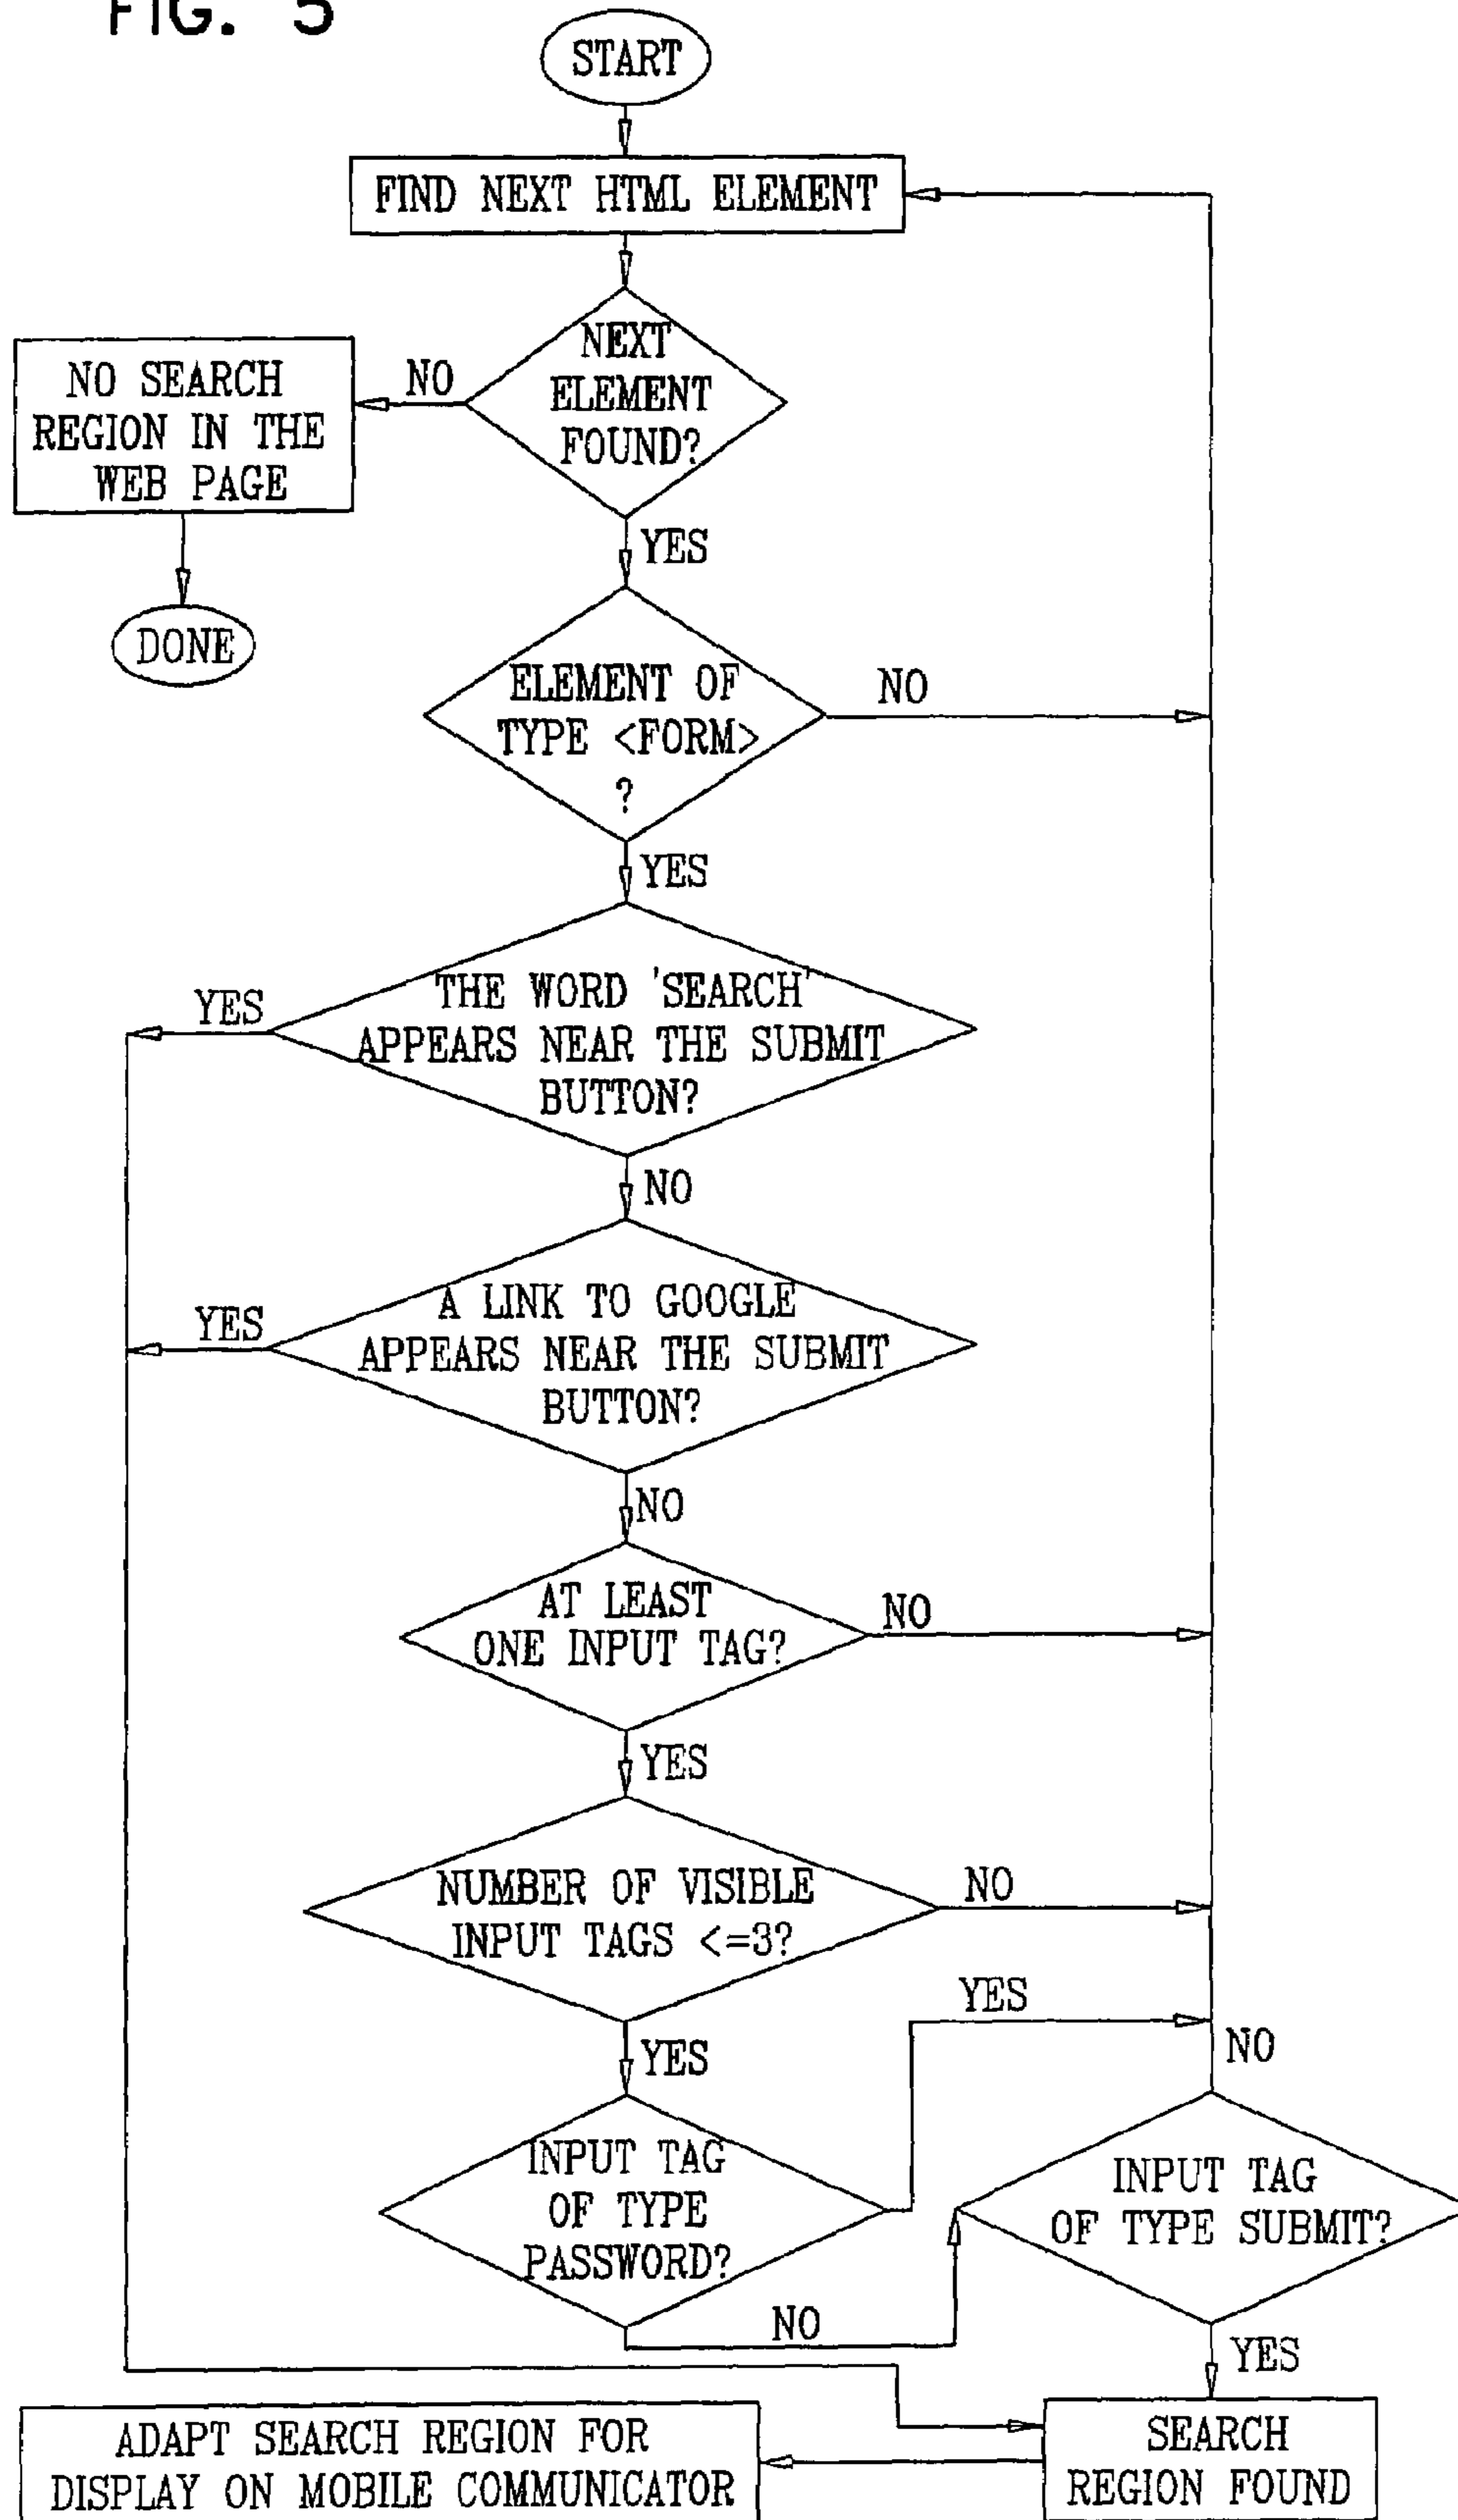 FIG. 5
START
FIND NEXT HTML ELEMENT
NEXT
ELEMENT
FOUND?
NO
NO SEARCH
REGION IN THE
WEB PAGE
DONE
YES
ELEMENT OF
TYPE <FORM>
?
NO
YES
THE WORD 'SEARCH'
APPEARS NEAR THE SUBMIT
BUTTON?
YES
NO
A LINK TO GOOGLE
APPEARS NEAR THE SUBMIT
BUTTON?
YES
NO
AT LEAST
ONE INPUT TAG?
NO
YES
NUMBER OF VISIBLE
INPUT TAGS <=3?
NO
YES
INPUT TAG
OF TYPE
PASSWORD?
YES
NO
INPUT TAG
OF TYPE SUBMIT?
NO
YES
SEARCH
REGION FOUND
ADAPT SEARCH REGION FOR
DISPLAY ON MOBILE COMMUNICATOR